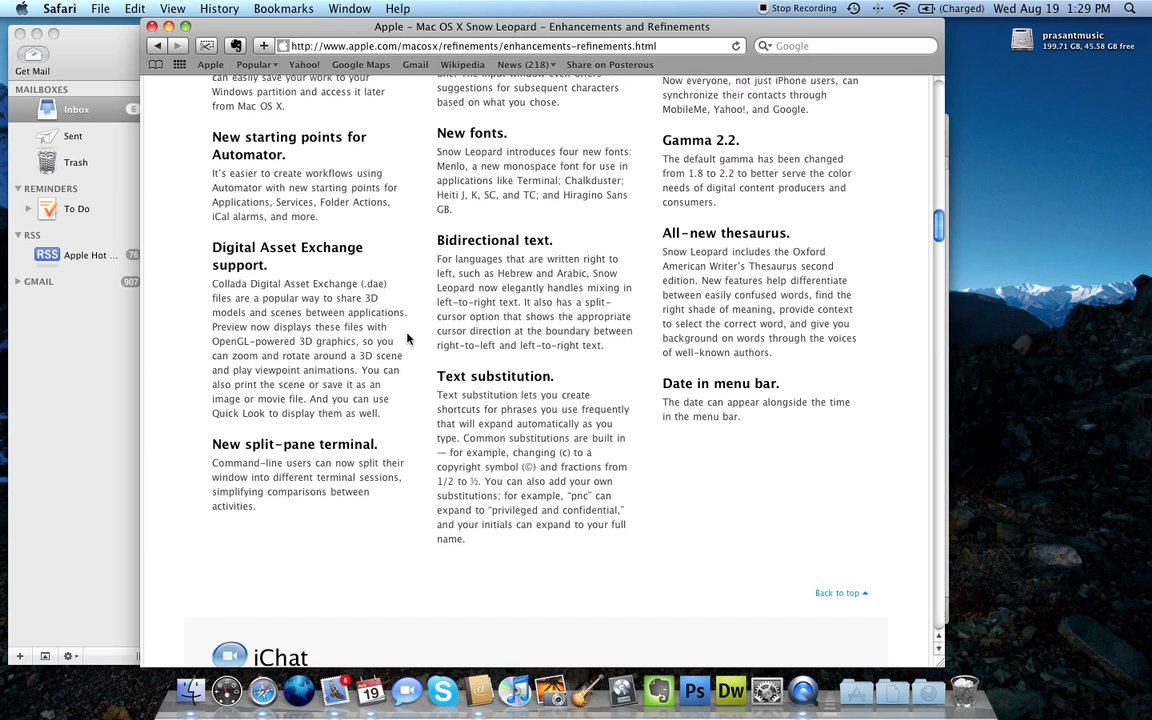 Safari File Edit View History Bookmarks Window Help
Stop Recording (Charged) Wed Aug 19 1:29 PM
Apple – Mac OS X Snow Leopard – Enhancements and Refinements
http://www.apple.com/macosx/refinements/enhancements-refinements.html
Google
Apple Popular Yahoo! Google Maps Gmail Wikipedia News (218) Share on Posterous
prasantmusic
199.71 GB, 45.58 GB free
Get Mail
MAILBOXES
Inbox 6
Sent
Trash
REMINDERS
To Do
RSS
RSS Apple Hot ... 76
GMAIL 907
can easily save your work to your
Windows partition and access it later
from Mac OS X.
New starting points for
Automator.
It's easier to create workflows using
Automator with new starting points for
Applications, Services, Folder Actions,
iCal alarms, and more.
Digital Asset Exchange
support.
Collada Digital Asset Exchange (.dae)
files are a popular way to share 3D
models and scenes between applications.
Preview now displays these files with
OpenGL-powered 3D graphics, so you
can zoom and rotate around a 3D scene
and play viewpoint animations. You can
also print the scene or save it as an
image or movie file. And you can use
Quick Look to display them as well.
New split-pane terminal.
Command-line users can now split their
window into different terminal sessions,
simplifying comparisons between
activities.
one. The input window even offers
suggestions for subsequent characters
based on what you chose.
New fonts.
Snow Leopard introduces four new fonts:
Menlo, a new monospace font for use in
applications like Terminal; Chalkduster;
Heiti J, K, SC, and TC; and Hiragino Sans
GB.
Bidirectional text.
For languages that are written right to
left, such as Hebrew and Arabic, Snow
Leopard now elegantly handles mixing in
left-to-right text. It also has a split-
cursor option that shows the appropriate
cursor direction at the boundary between
right-to-left and left-to-right text.
Text substitution.
Text substitution lets you create
shortcuts for phrases you use frequently
that will expand automatically as you
type. Common substitutions are built in
— for example, changing (c) to a
copyright symbol (©) and fractions from
1/2 to ½. You can also add your own
substitutions; for example, “pnc” can
expand to “privileged and confidential,”
and your initials can expand to your full
name.
Now everyone, not just iPhone users, can
synchronize their contacts through
MobileMe, Yahoo!, and Google.
Gamma 2.2.
The default gamma has been changed
from 1.8 to 2.2 to better serve the color
needs of digital content producers and
consumers.
All-new thesaurus.
Snow Leopard includes the Oxford
American Writer's Thesaurus second
edition. New features help differentiate
between easily confused words, find the
right shade of meaning, provide context
to select the correct word, and give you
background on words through the voices
of well-known authors.
Date in menu bar.
The date can appear alongside the time
in the menu bar.
Back to top
iChat
6
19
Ps
Dw